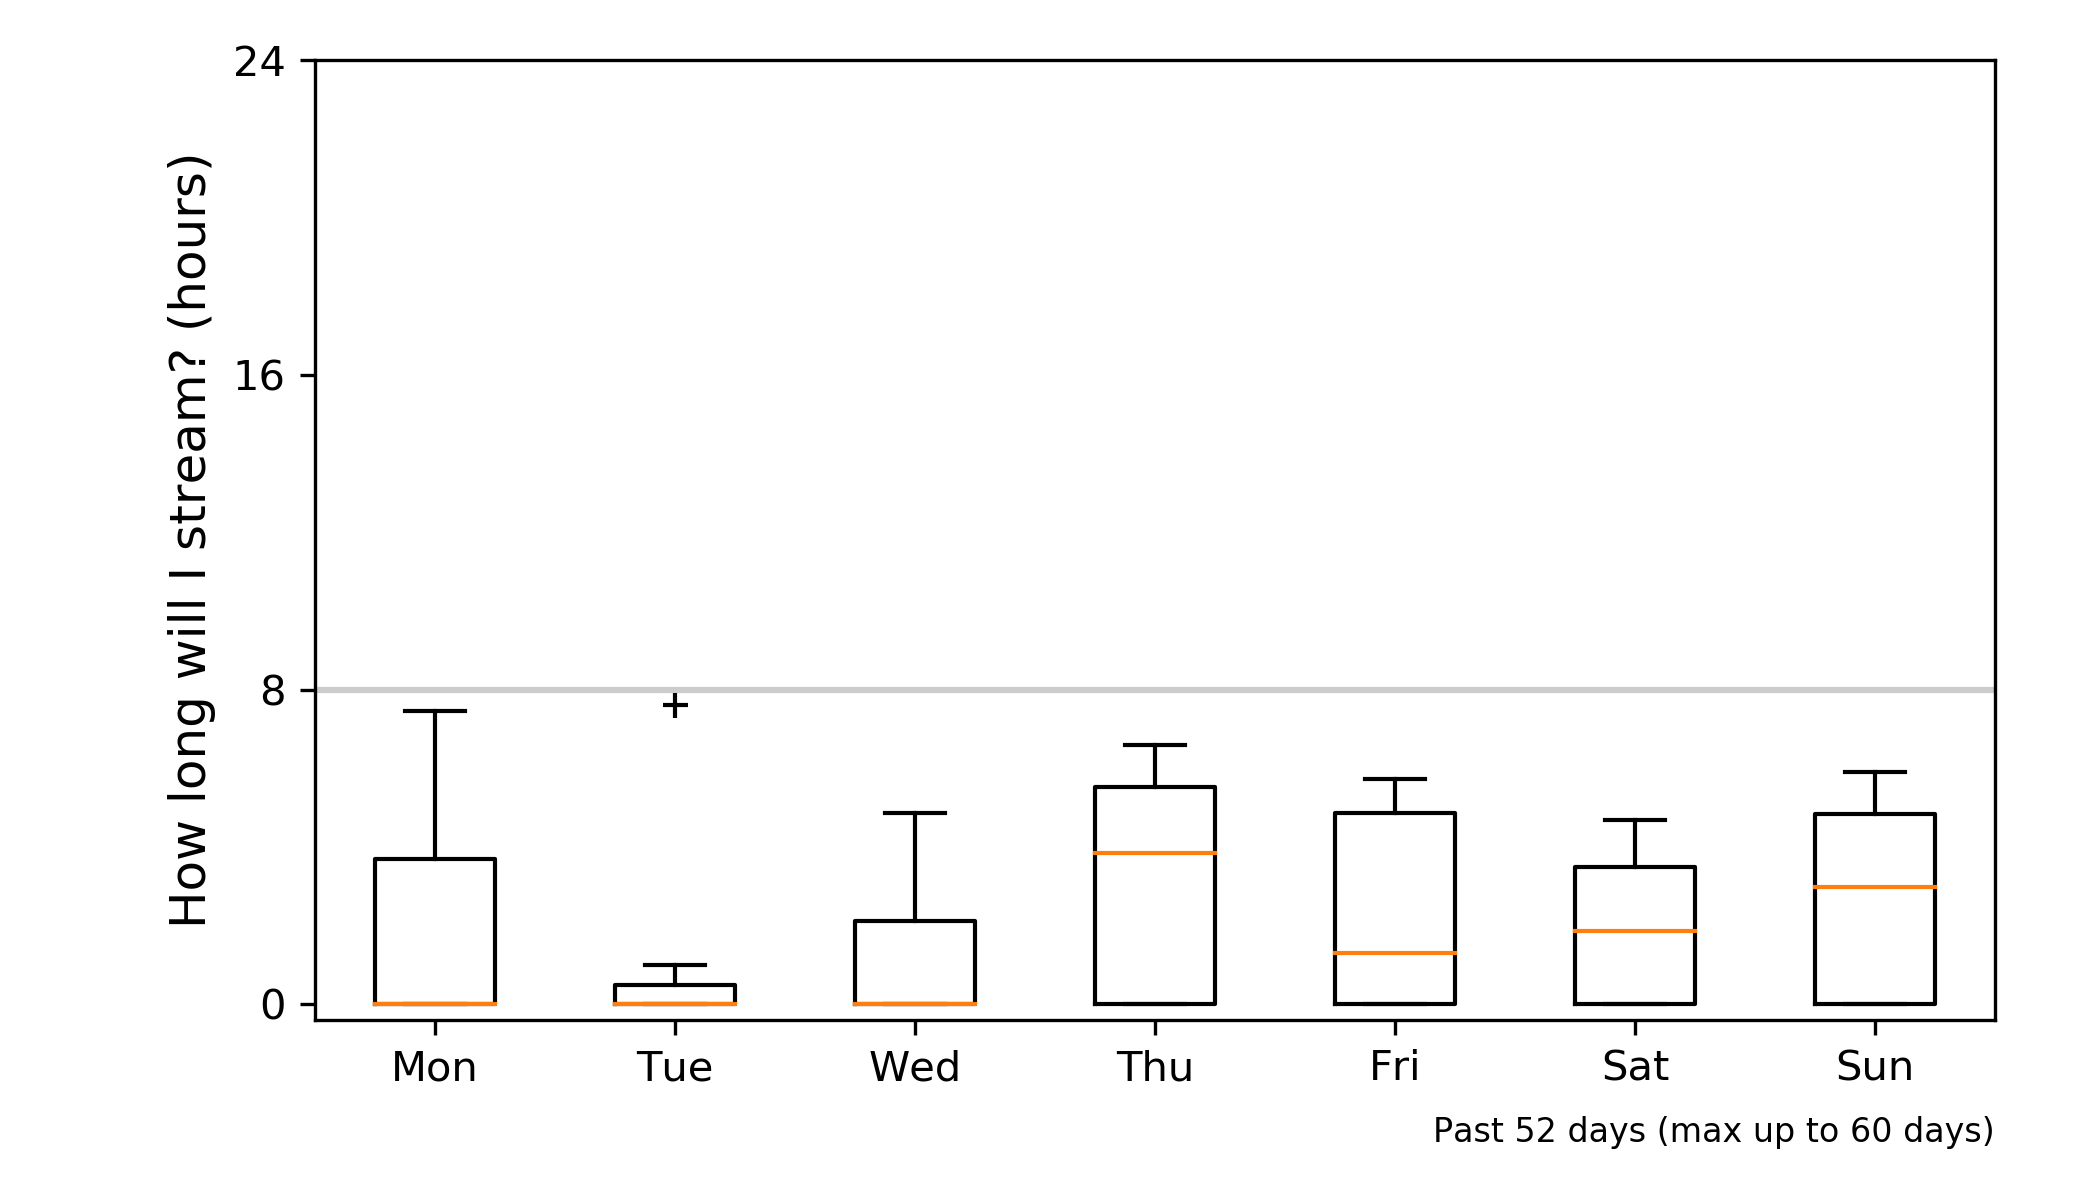 How long will I stream? (hours)
24
16
8
0
Mon Tue Wed Thu Fri Sat Sun
Past 52 days (max up to 60 days)